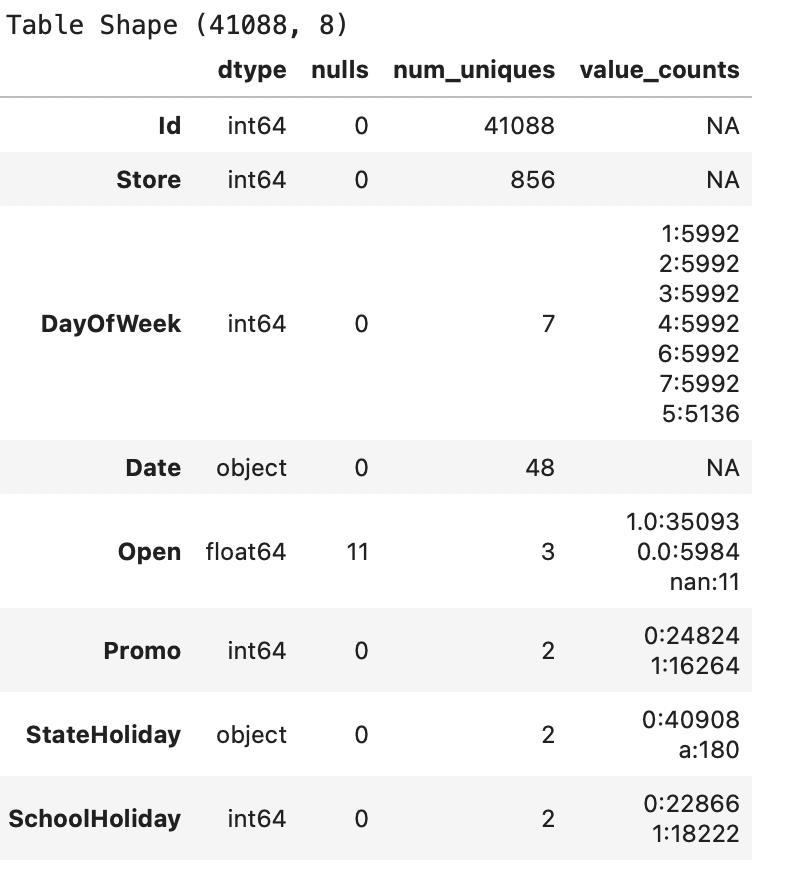 Table Shape (41088, 8)
dtype nulls num_uniques value_counts
Id int64 0 41088 NA
Store int64 0 856 NA
1:5992
2:5992
3:5992
DayOfWeek int64 0 7 4:5992
6:5992
7:5992
5:5136
Date object 0 48 NA
1.0:35093
Open float64 11 3 0.0:5984
nan:11
Promo int64 0 2 0:24824
1:16264
StateHoliday object 0 2 0:40908
a:180
SchoolHoliday int64 0 2 0:22866
1:18222